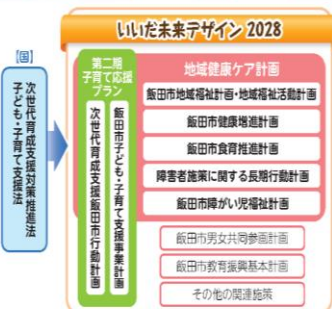 いいだ未来デザイン 2028
【国】
次世代育成支援対策推進法
子ども・子育て支援法
第二期
子育て応援
プラン
飯田市子ども・子育て支援事業計画
次世代育成支援飯田市行動計画
地域健康ケア計画
飯田市地域福祉計画・地域福祉活動計画
飯田市健康増進計画
飯田市食育推進計画
障害者施策に関する長期行動計画
飯田市障がい児福祉計画
飯田市男女共同参画計画
飯田市教育振興基本計画
その他の関連施策